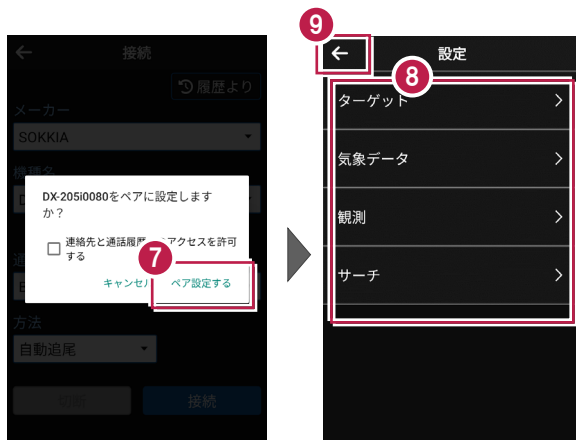 接続
履歴より
メーカー
SOKKIA
機種名
DX-205i0080をペアに設定します
か？
連絡先と通話履歴
アクセスを許可
する
7
キャンセル
ペア設定する
方法
自動追尾
切断
接続
9
設定
8
ターゲット
気象データ
観測
サーチ